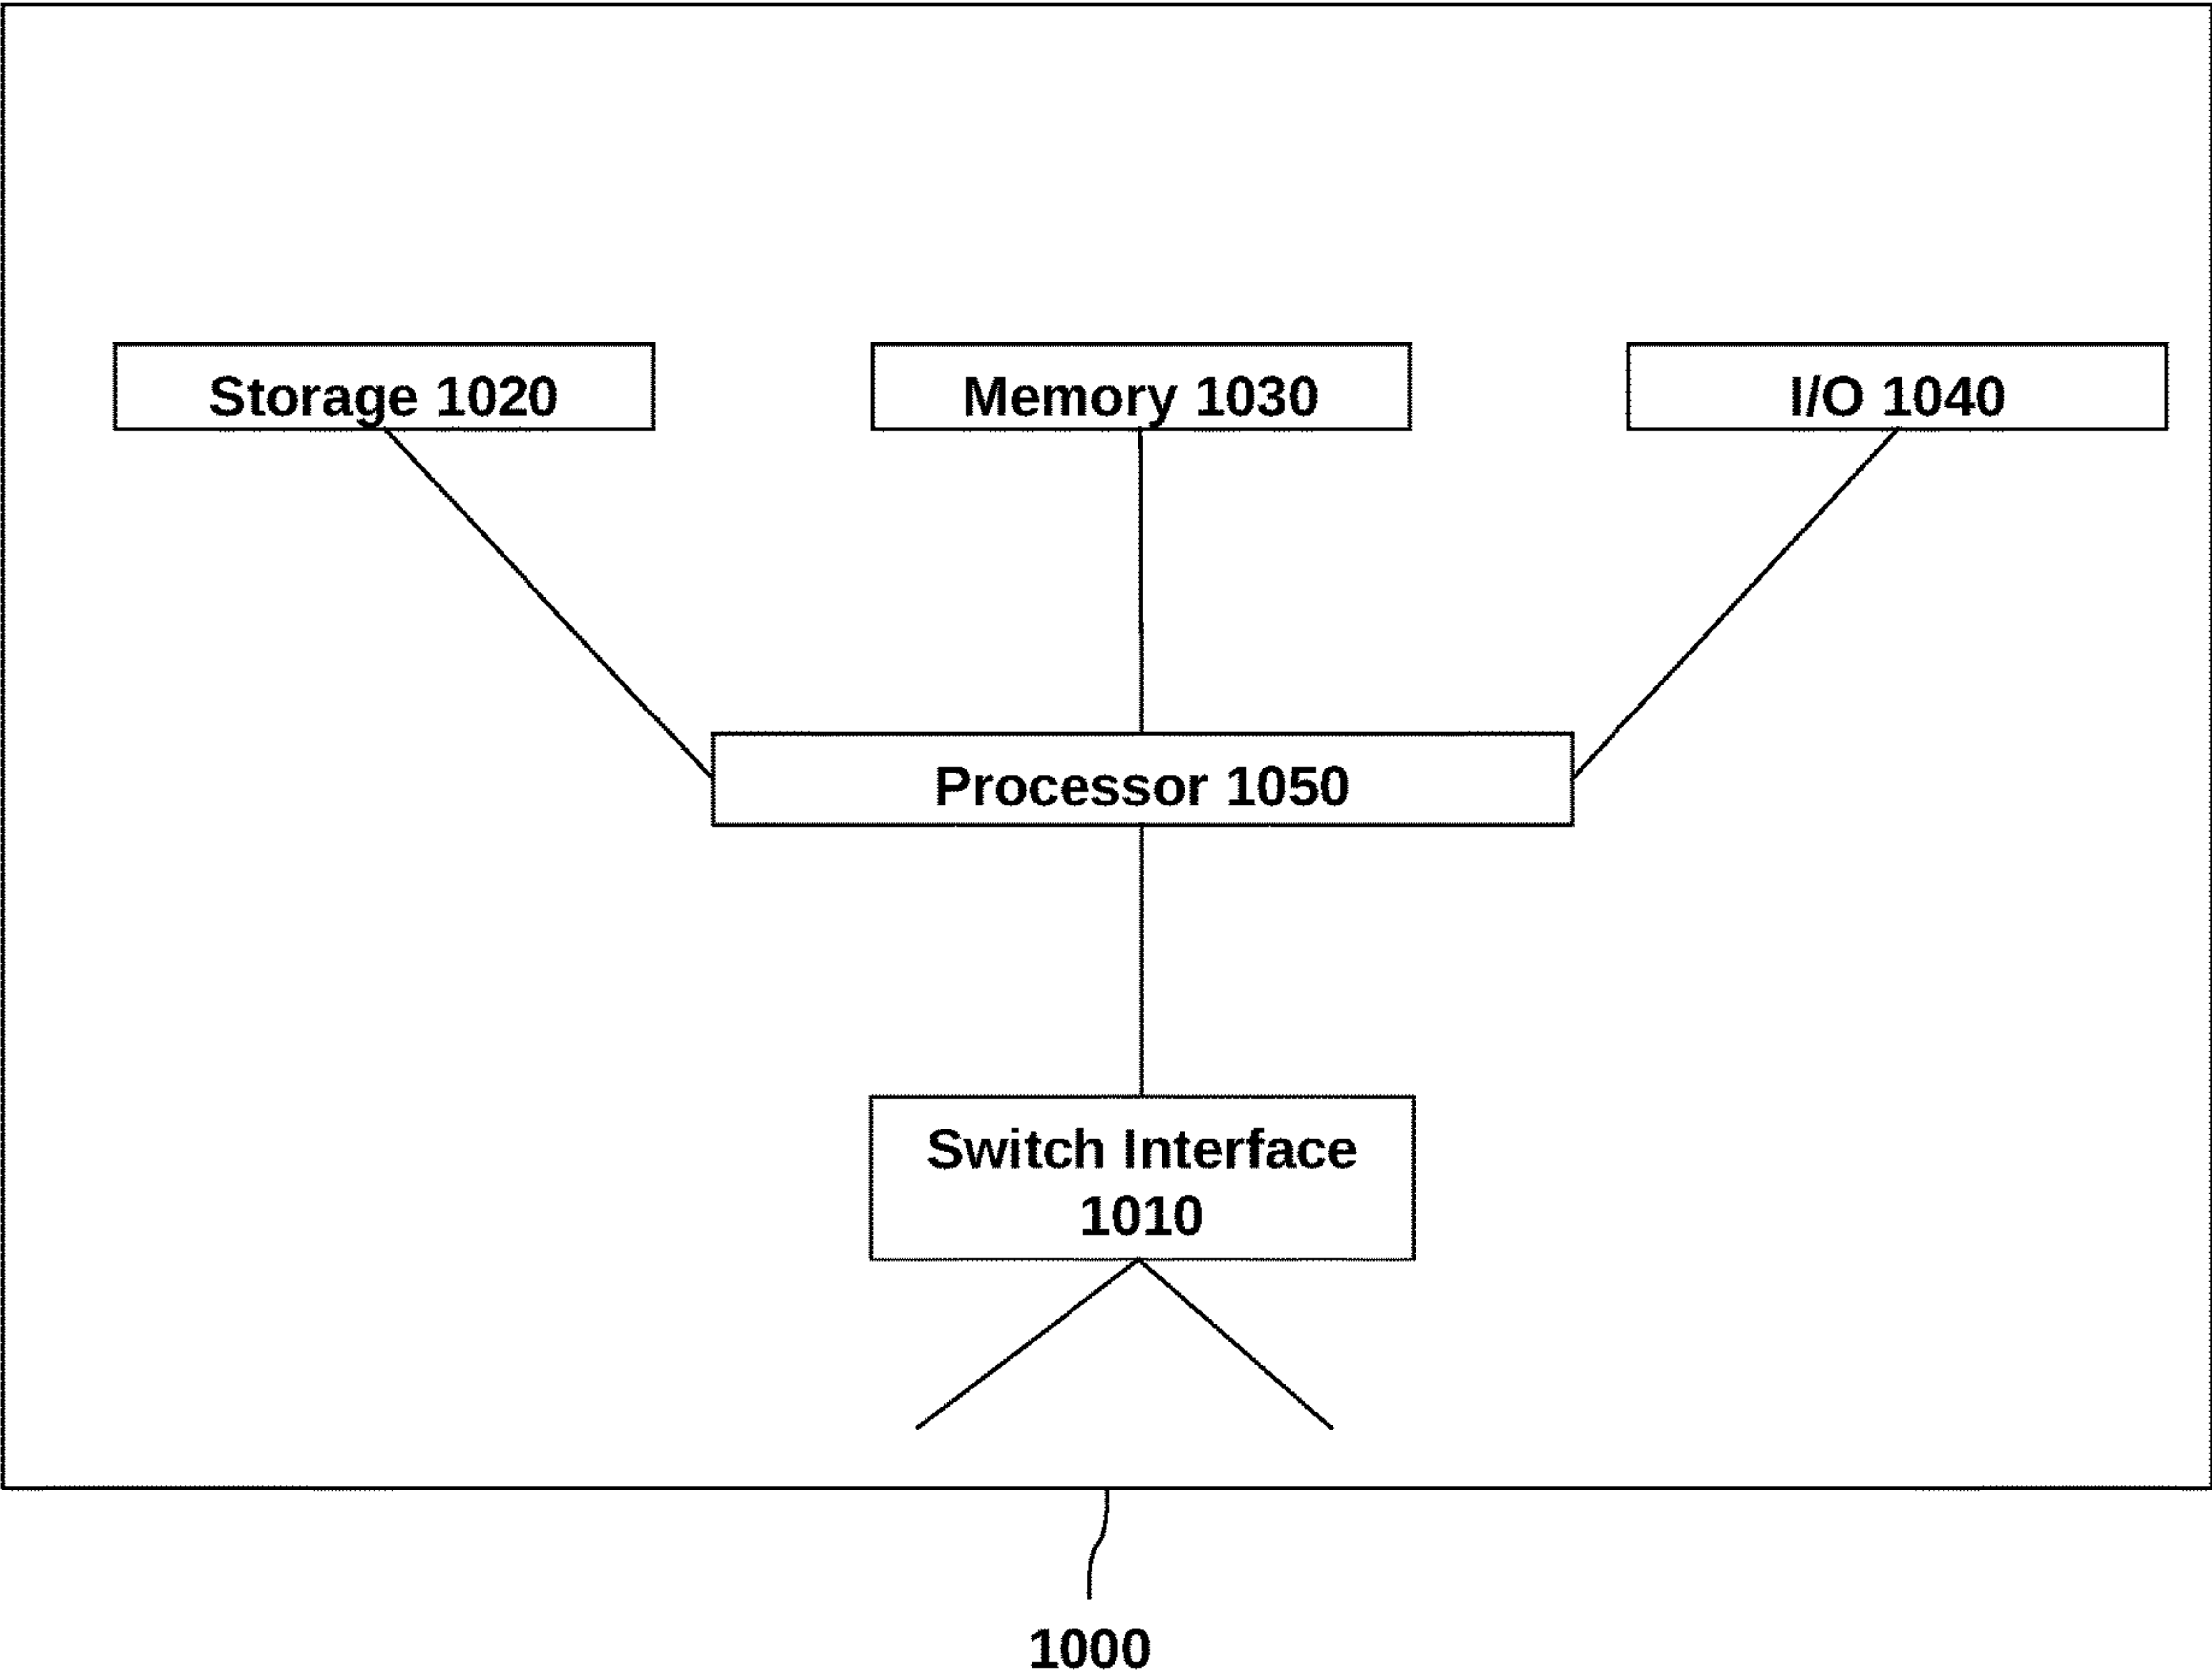 Storage 1020
Memory 1030
I/O 1040
Processor 1050
Switch Interface
1010
1000